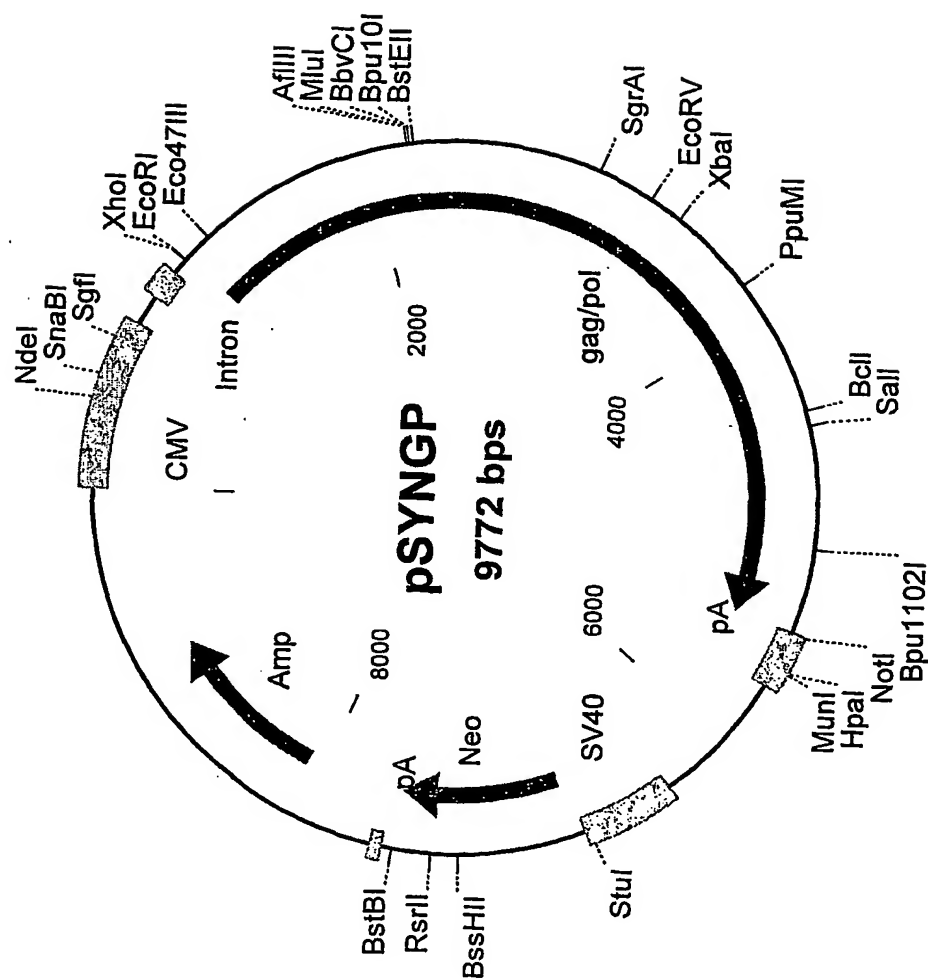 NdeI
SnaBI
SgfI
XhoI
EcoRI
Eco47III
AflIII
MluI
BbvCI
Bpu10I
BstEII
SgrAI
EcoRV
XbaI
PpuMI
BclI
SalI
Bpu1102I
NotI
HpaI
MunI
StuI
BssHII
RsrII
BstBI
CMV
Intron
gag/pol
pA
SV40
Neo
pA
Amp
2000
4000
6000
8000
pSYNGP
9772 bps